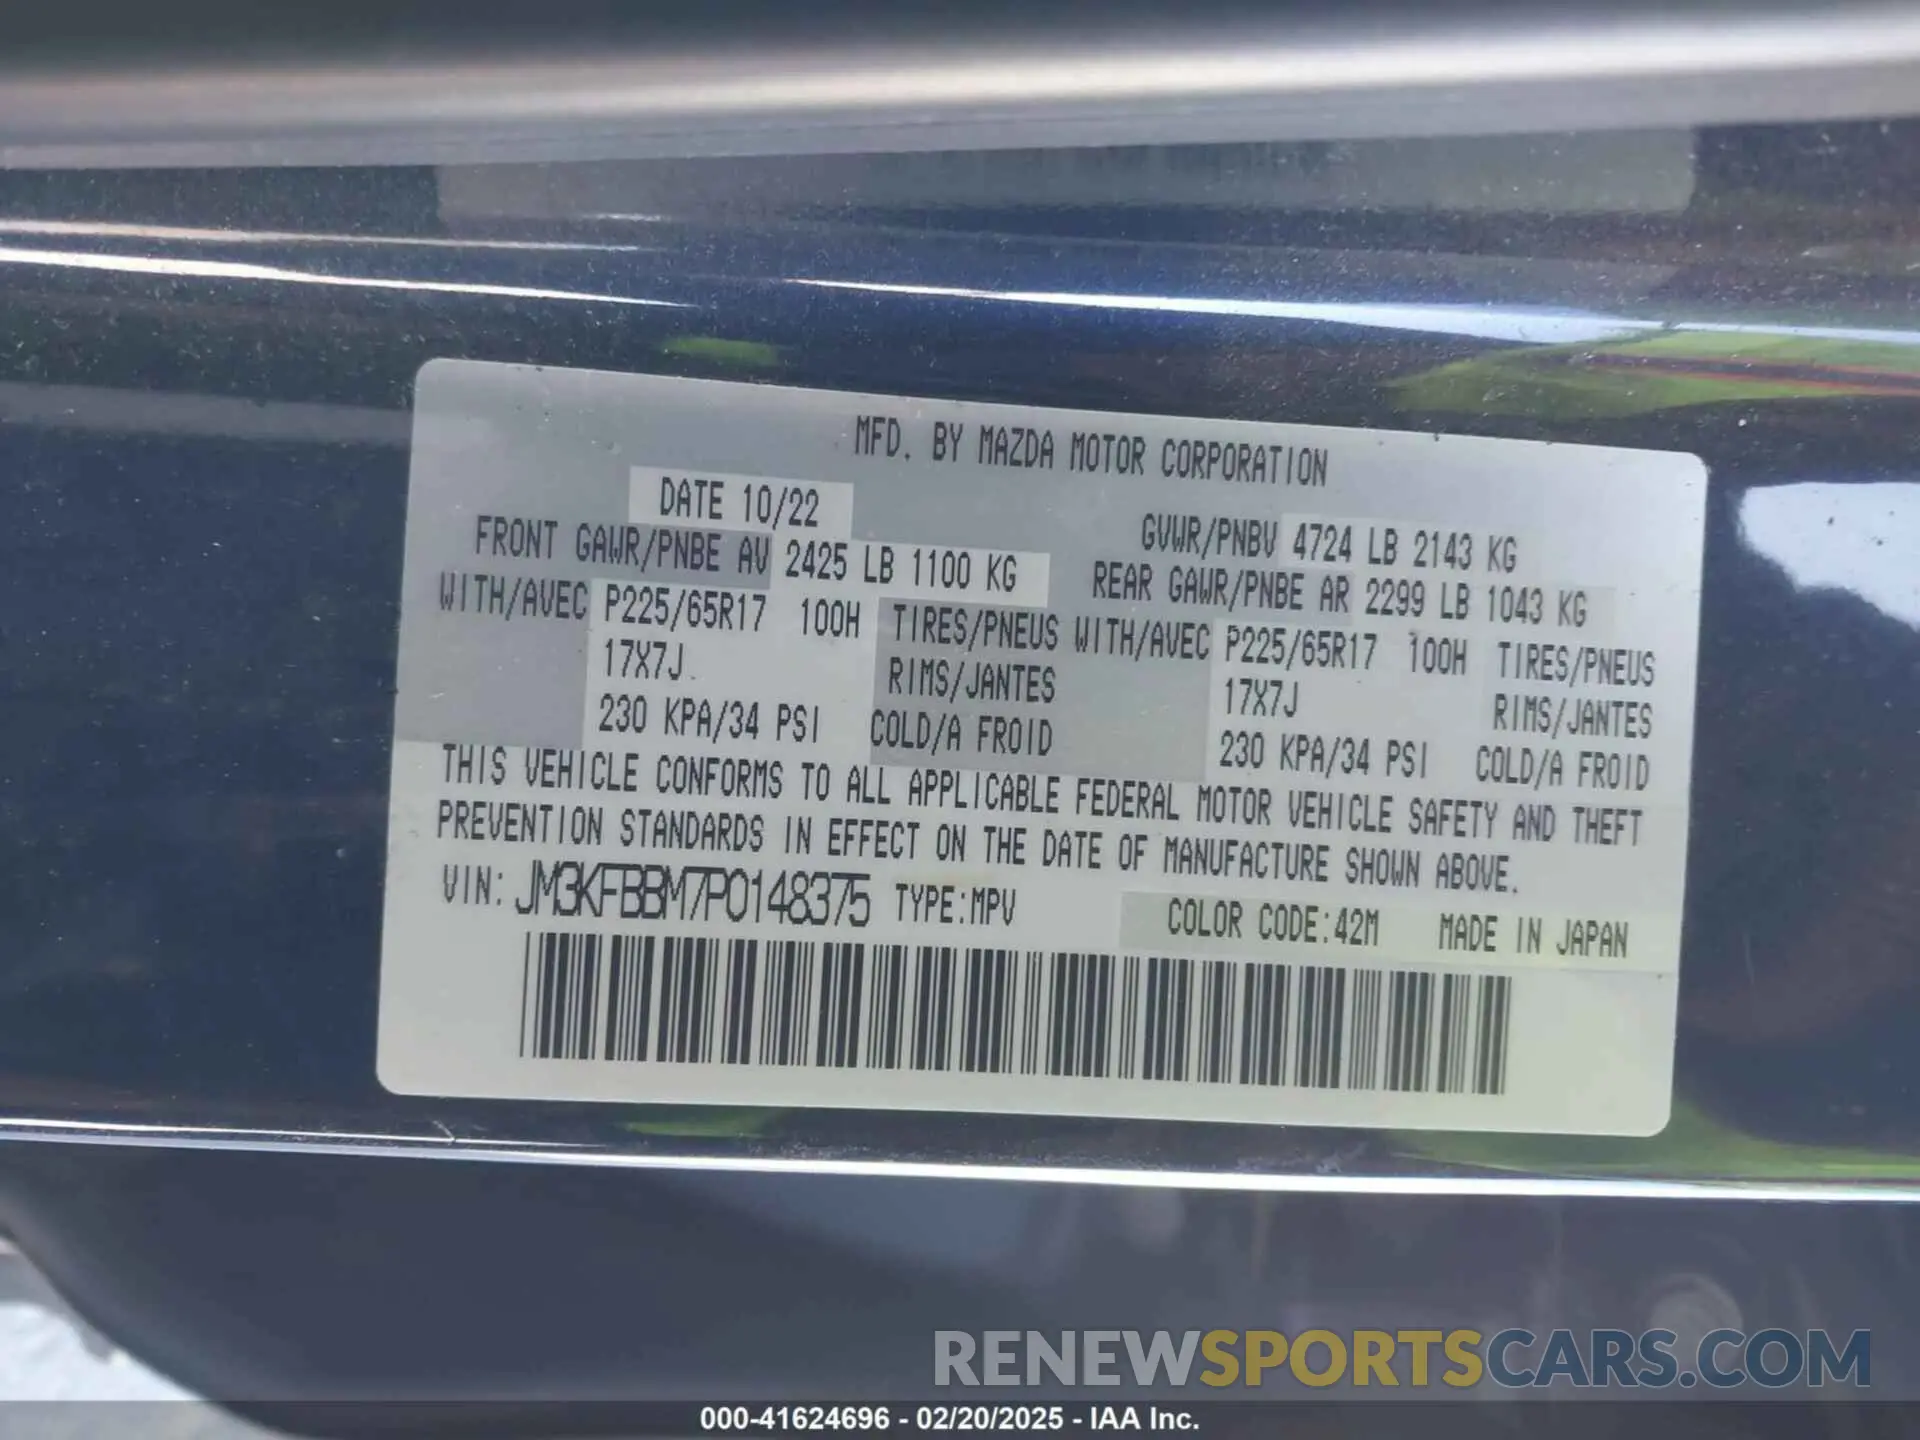 MFD. BY MAZDA MOTOR CORPORATION
DATE 10/22
GVWR/PNBV 4724 LB 2143 KG
FRONT GAWR/PNBE AV 2425 LB 1100 KG
REAR GAWR/PNBE AR 2299 LB 1043 KG
WITH/AVEC P225/65R17 100H TIRES/PNEUS WITH/AVEC P225/65R17 100H TIRES/PNEUS
17X7J RIMS/JANTES 17X7J RIMS/JANTES
230 KPA/34 PSI COLD/A FROID 230 KPA/34 PSI COLD/A FROID
THIS VEHICLE CONFORMS TO ALL APPLICABLE FEDERAL MOTOR VEHICLE SAFETY AND THEFT
PREVENTION STANDARDS IN EFFECT ON THE DATE OF MANUFACTURE SHOWN ABOVE.
VIN: JM3KFBBM7P0148375 TYPE:MPV COLOR CODE:42M MADE IN JAPAN
RENEWSPORTSCARS.COM
000-41624696 - 02/20/2025 - IAA Inc.